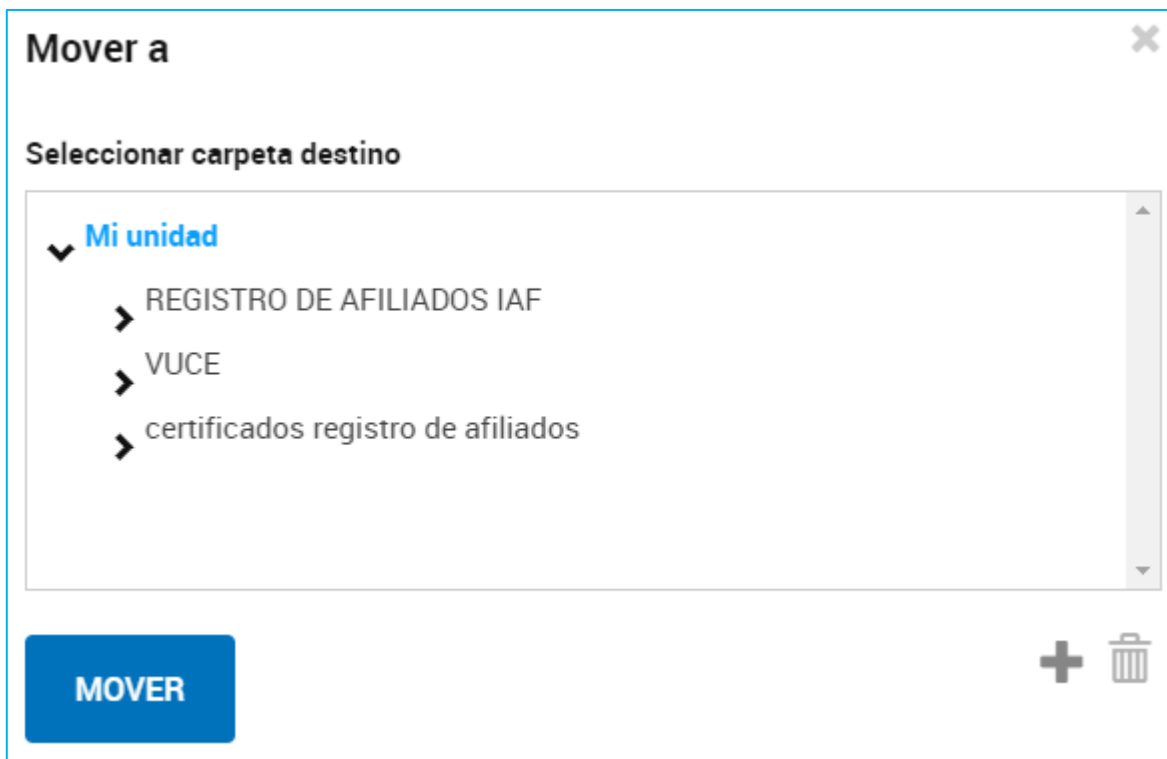 Mover a
Seleccionar carpeta destino
Mi unidad
REGISTRO DE AFILIADOS IAF
VUCE
certificados registro de afiliados
MOVER